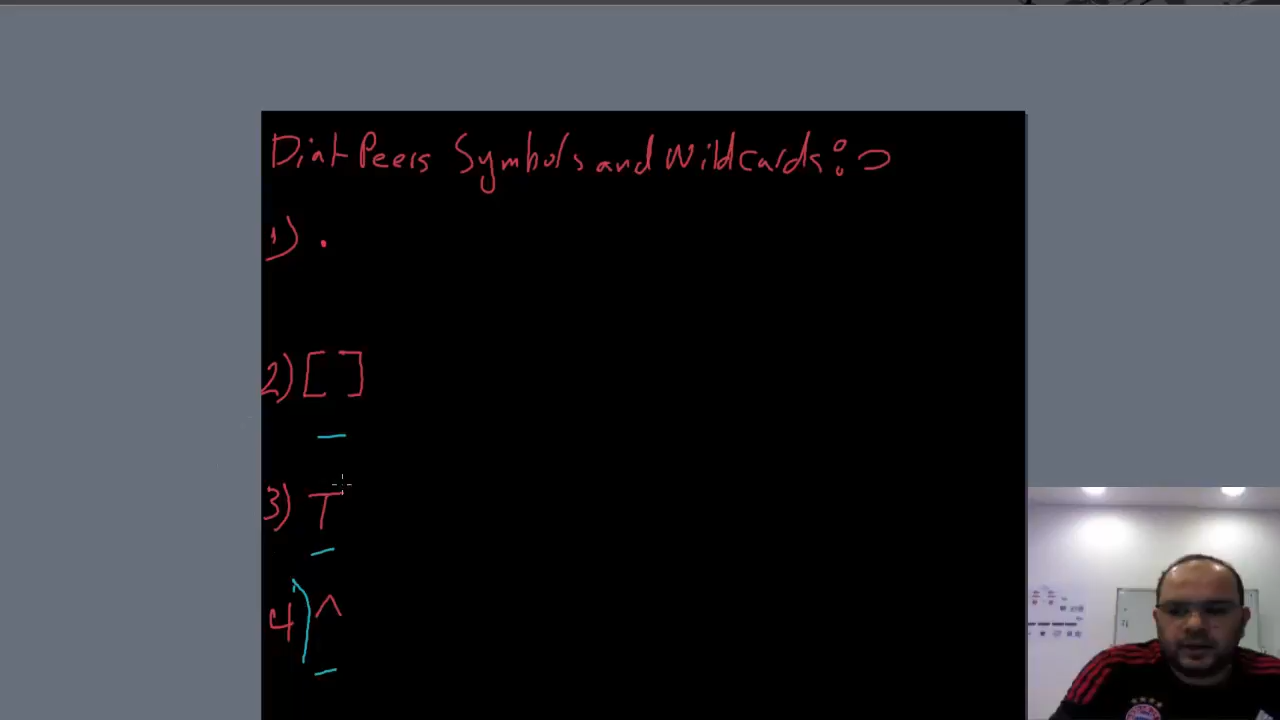 Dial-Peers Symbols and Wildcards:
1) .
2) [ ]
3) T
4) ^